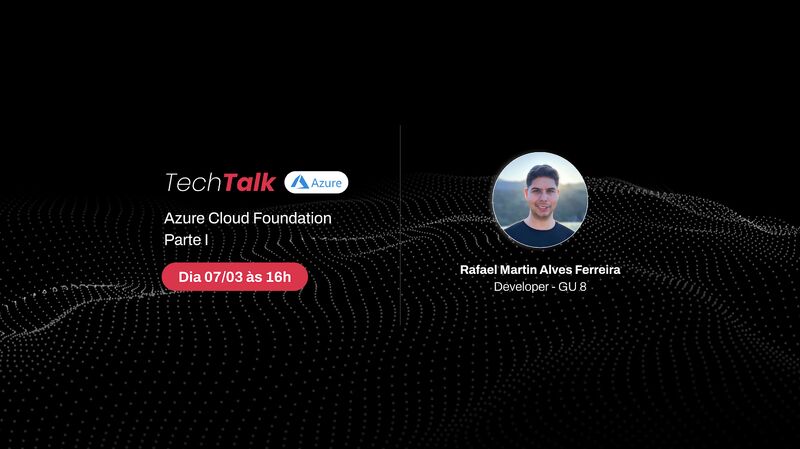 TechTalk Azure
Azure Cloud Foundation
Parte I
Dia 07/03 às 16h
Rafael Martin Alves Ferreira
Developer - GU 8